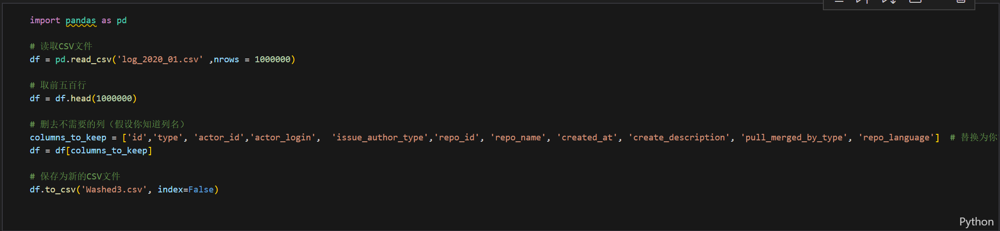 import pandas as pd
# 读取CSV文件
df = pd.read_csv('log_2020_01.csv' ,nrows = 1000000)
# 取前五百行
df = df.head(1000000)
# 删去不需要的列（假设你知道列名）
columns_to_keep = ['id','type', 'actor_id','actor_login',  'issue_author_type','repo_id', 'repo_name', 'created_at', 'create_description', 'pull_merged_by_type', 'repo_language']  # 替换为你
df = df[columns_to_keep]
# 保存为新的CSV文件
df.to_csv('Washed3.csv', index=False)
Python